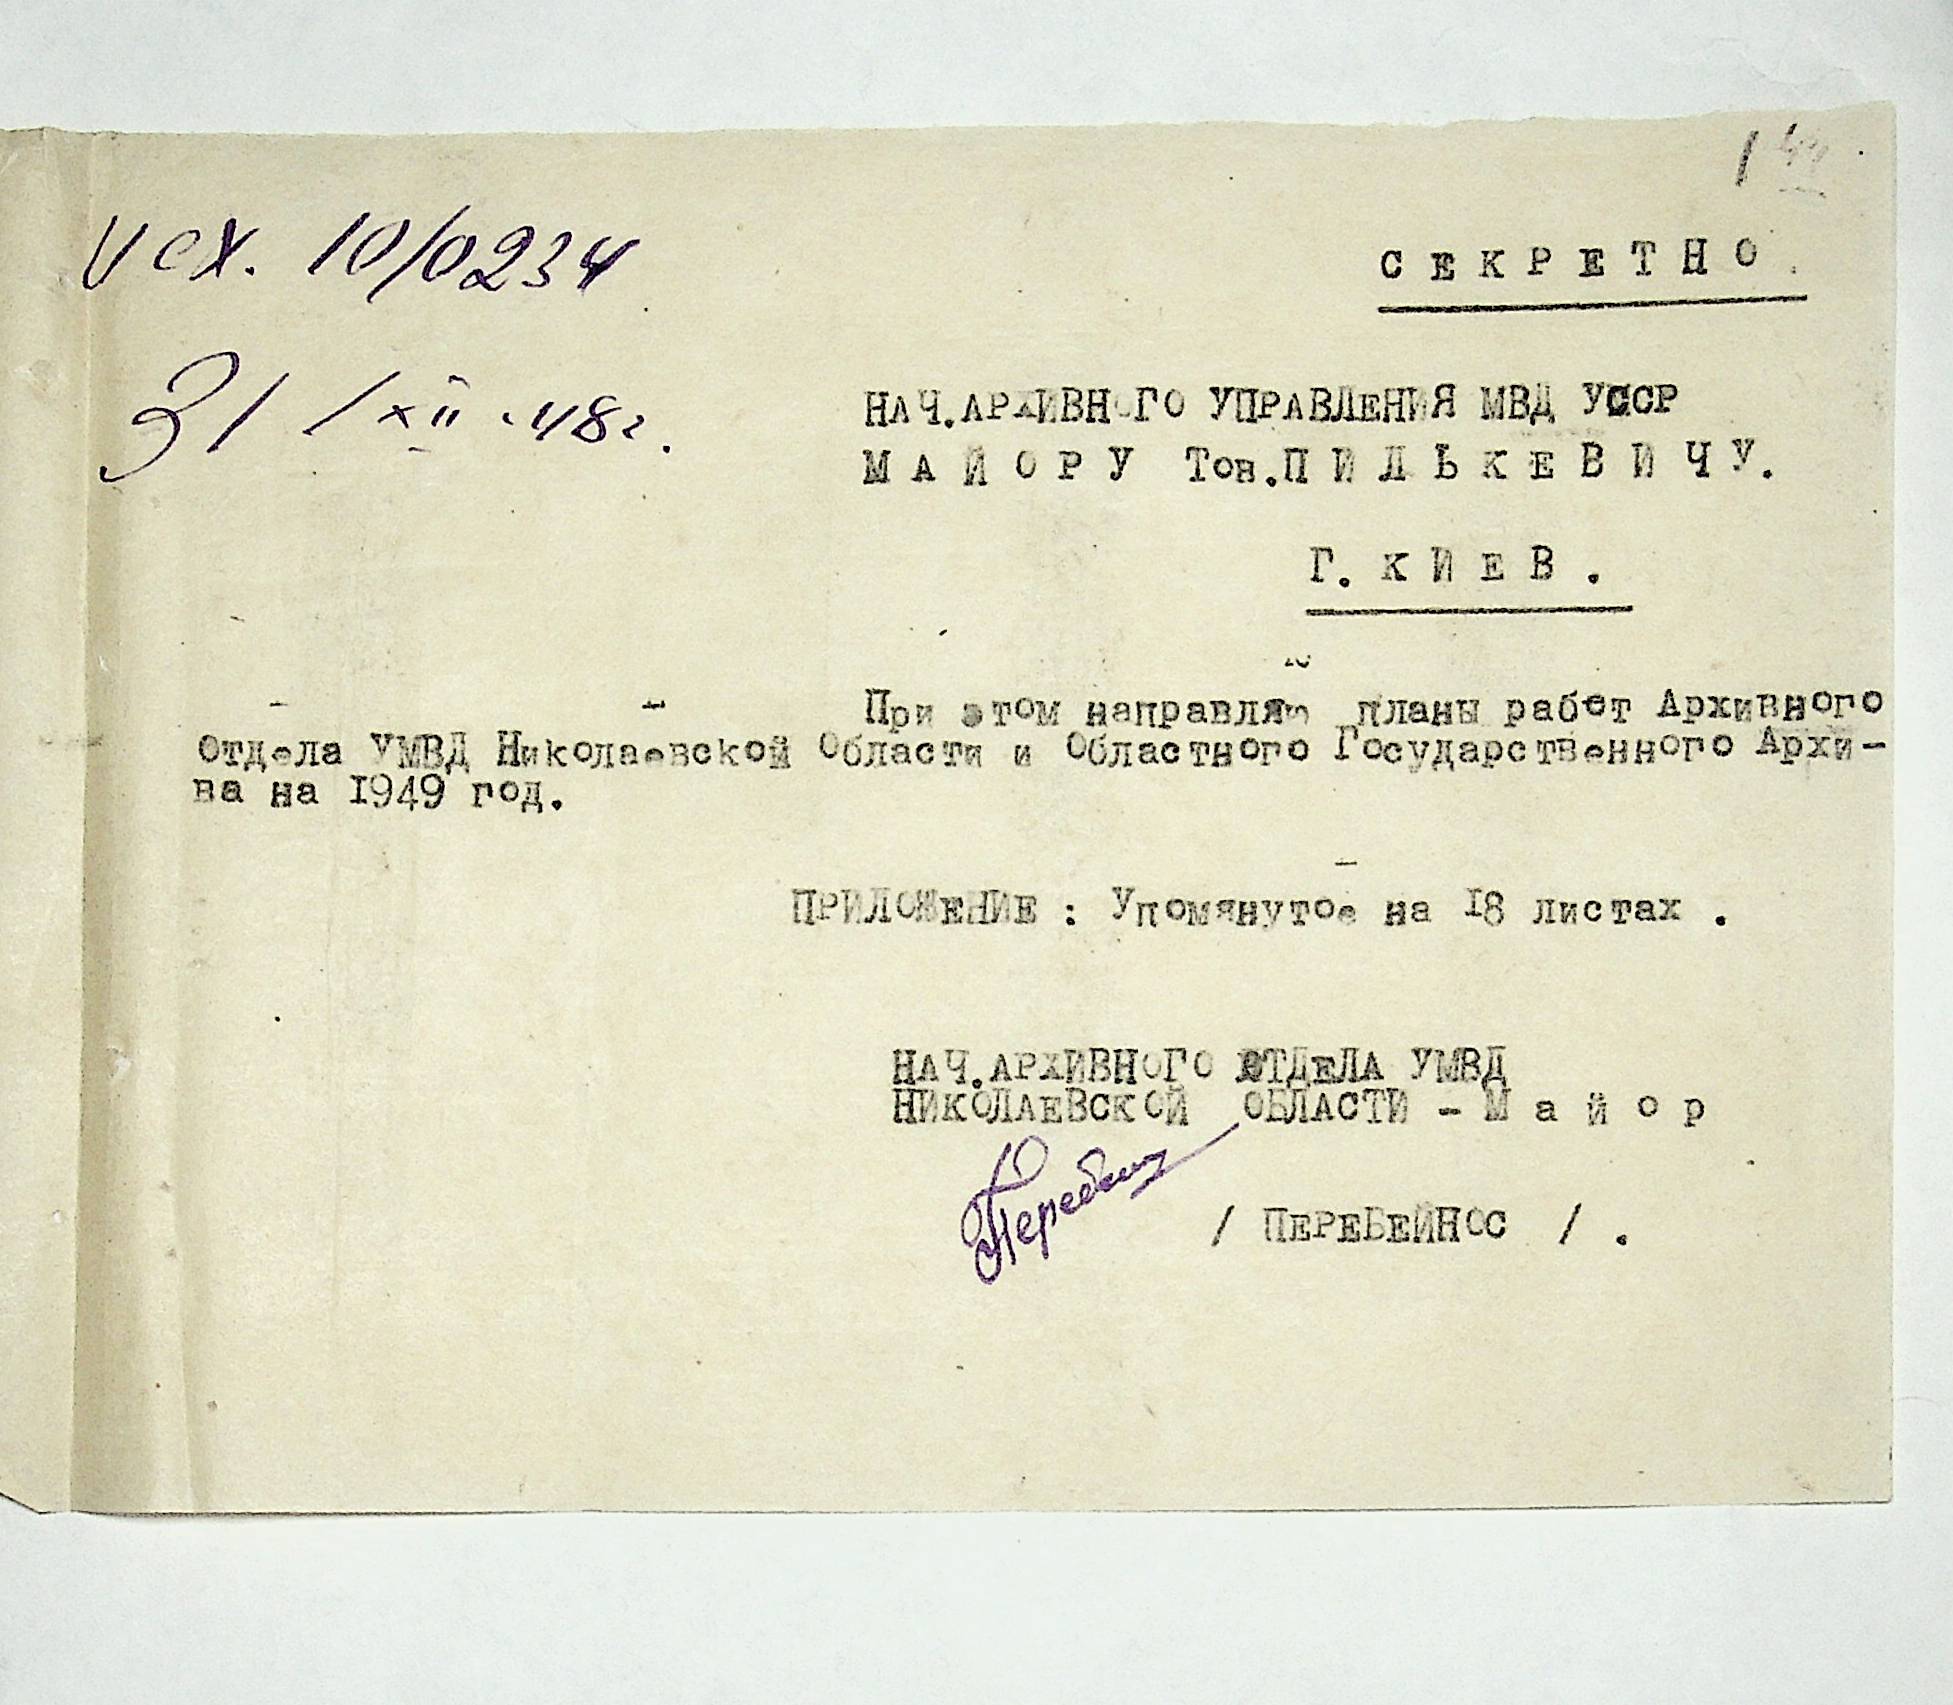 1
исх. 10/0234
СЕКРЕТНО.
31/XII.48г.
НАЧ.АРХИВНОГО УПРАВЛЕНИЯ МВД УССР
МАЙОРУ Тов.ПИЛЬКЕВИЧУ.
Г.КИЕВ.
При этом направляю планы работ Архивного
Отдела УМВД Николаевской Области и Областного Государственного Архи-
ва на 1949 год.
ПРИЛОЖЕНИЕ: Упомянутое на 18 листах.
НАЧ.АРХИВНОГО ОТДЕЛА УМВД
НИКОЛАЕВСКОЙ ОБЛАСТИ - Майор
/ ПЕРЕБЕЙНОС /.